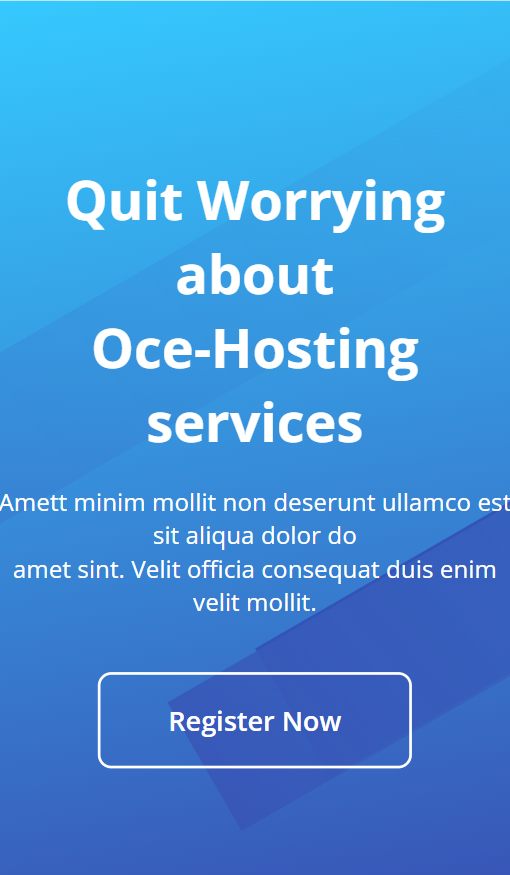 Quit Worrying
about
Oce-Hosting
services
Amett minim mollit non deserunt ullamco est
sit aliqua dolor do
amet sint. Velit officia consequat duis enim
velit mollit.
Register Now